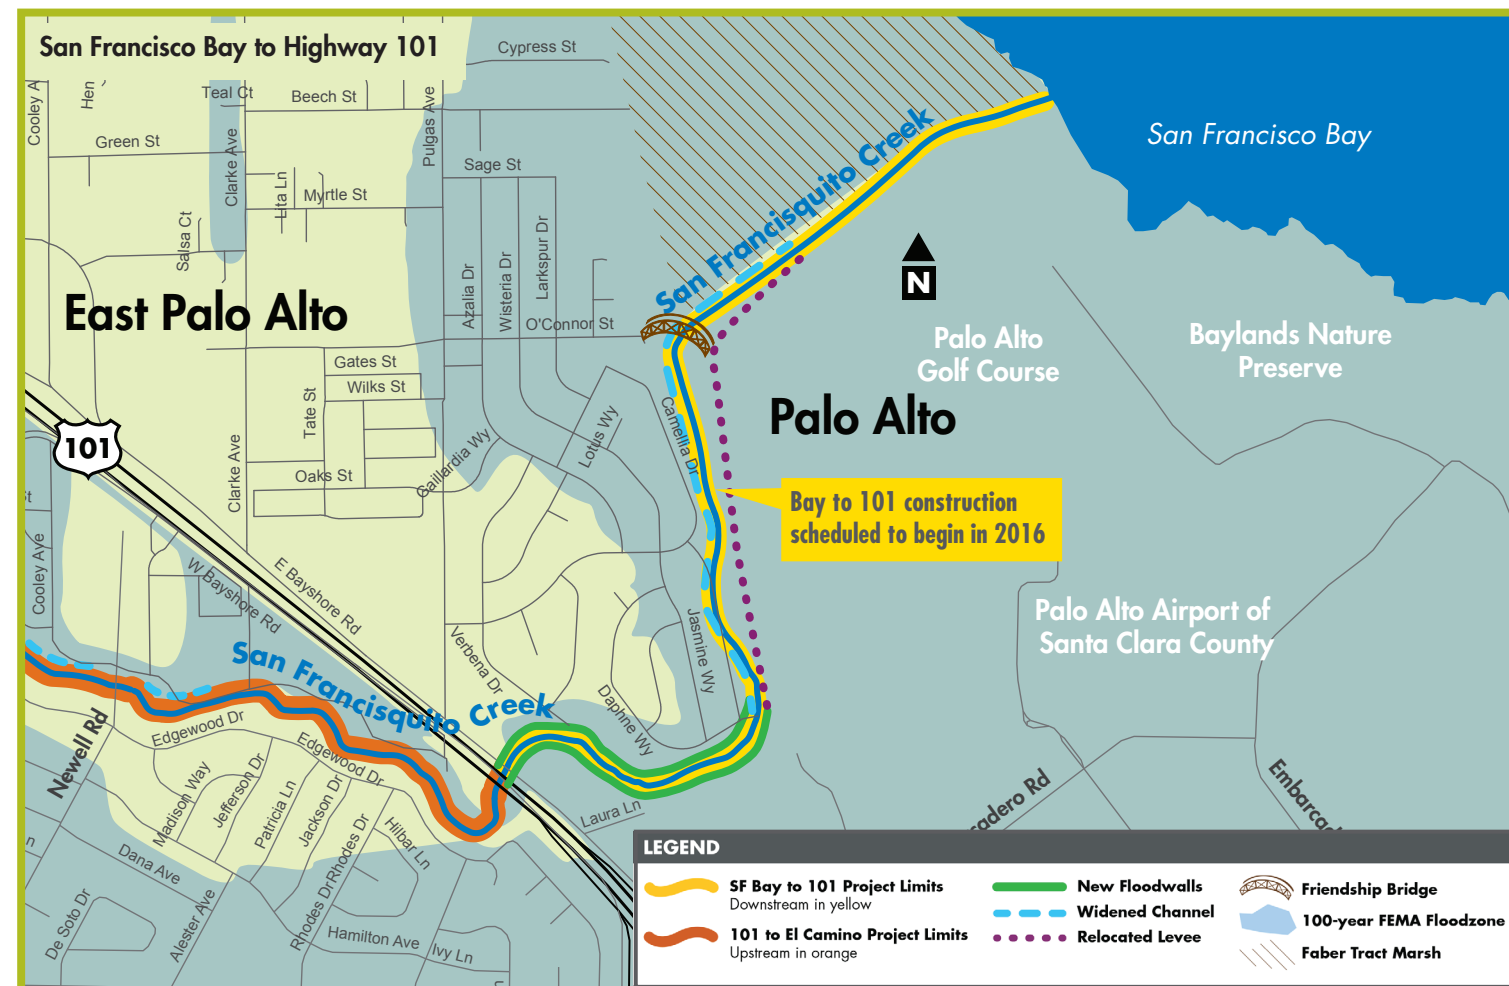 San Francisco Bay to Highway 101
Cypress St
Teal Ct
Beech St
Cooley A
Hen
Pulgas Ave
Green St
Clarke Ave
Sage St
Lita Ln
Myrtle St
Salsa Ct
San Francisquito Creek
San Francisco Bay
N
Azalia Dr
Wisteria Dr
Larkspur Dr
O'Connor St
East Palo Alto
Palo Alto
Golf Course
Baylands Nature
Preserve
Gates St
Wilks St
Tate St
Palo Alto
101
Clarke Ave
Oaks St
Gaillardia Wy
Lotus Wy
Camellia Dr
Bay to 101 construction
scheduled to begin in 2016
t
Cooley Ave
W Bayshore Rd
E Bayshore Rd
Palo Alto Airport of
Santa Clara County
Verbena Dr
Jasmine Wy
Daphne Wy
San Francisquito Creek
Newell Rd
Edgewood Dr
Edgewood Dr
Madison Way
Jefferson Dr
Patricia Ln
Jackson Dr
Rhodes Dr
Hilbar Ln
Laura Ln
cadero Rd
Embarcad
n
Dana Ave
De Soto Dr
Alester Ave
Rhodes Dr
Hamilton Ave
Ivy Ln
LEGEND
SF Bay to 101 Project Limits
Downstream in yellow
101 to El Camino Project Limits
Upstream in orange
New Floodwalls
Widened Channel
Relocated Levee
Friendship Bridge
100-year FEMA Floodzone
Faber Tract Marsh